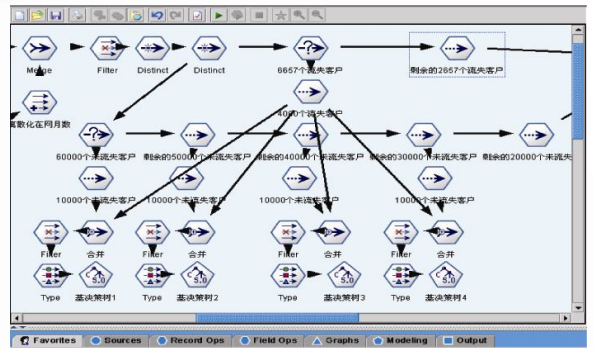 Merge Filter Distinct Distinct 6657个流失客户 剩余的2657个流失客户
4000个流失客户
离散化在网月数
60000个未流失客户 剩余的50000个未流失客户 剩余的40000个未流失客户 剩余的30000个未流失客户 剩余的20000个未流失
10000个未流失客户 10000个未流失客户 10000个未流失客户 10000个未流失客户
Filter 合并 Filter 合并 Filter 合并 Filter 合并
C 5.0 C 5.0 C 5.0 C 5.0
Type 基决策树1 Type 基决策树2 Type 基决策树3 Type 基决策树4
Favorites Sources Record Ops Field Ops Graphs Modeling Output